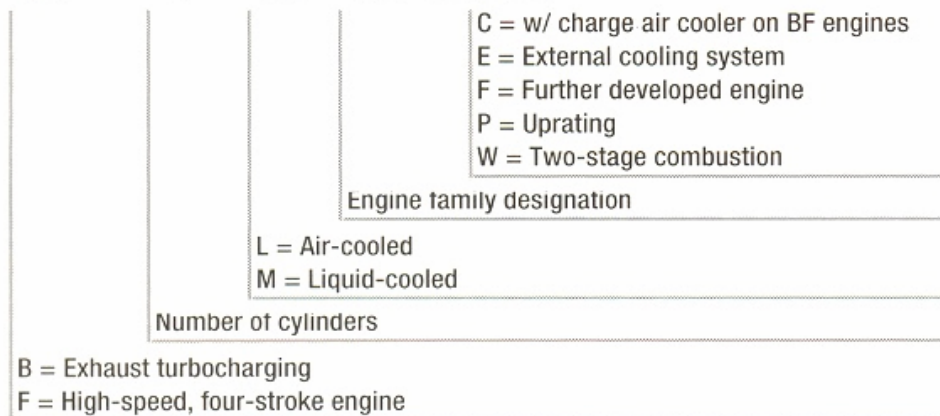 C = w/ charge air cooler on BF engines
E = External cooling system
F = Further developed engine
P = Uprating
W = Two-stage combustion
Engine family designation
L = Air-cooled
M = Liquid-cooled
Number of cylinders
B = Exhaust turbocharging
F = High-speed, four-stroke engine